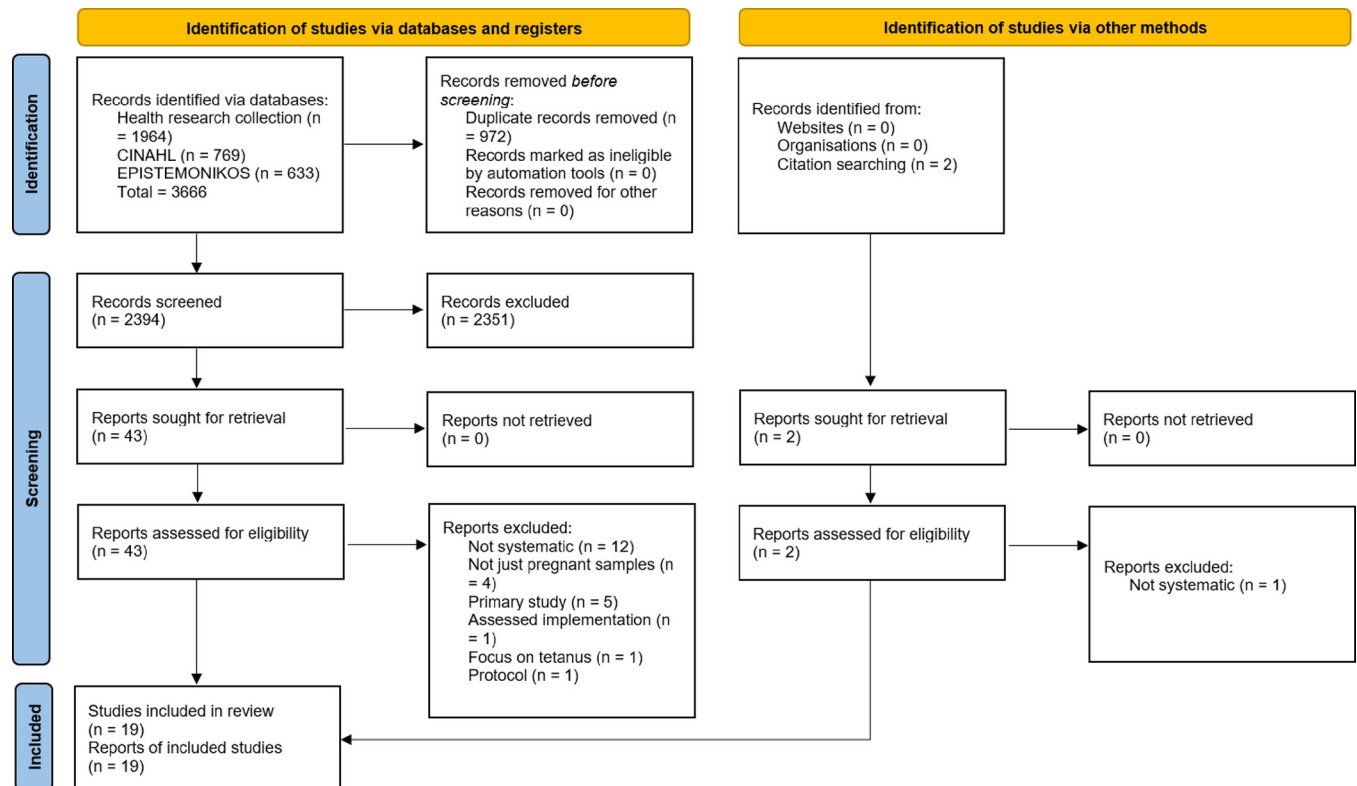 Identification of studies via databases and registers
Identification of studies via other methods
Identification
Records identified via databases:
Health research collection (n
= 1964)
CINAHL (n = 769)
EPISTEMONIKOS (n = 633)
Total = 3666
Records removed before
screening:
Duplicate records removed (n
= 972)
Records marked as ineligible
by automation tools (n = 0)
Records removed for other
reasons (n = 0)
Records identified from:
Websites (n = 0)
Organisations (n = 0)
Citation searching (n = 2)
Screening
Records screened
(n = 2394)
Records excluded
(n = 2351)
Reports sought for retrieval
(n = 43)
Reports not retrieved
(n = 0)
Reports sought for retrieval
(n = 2)
Reports not retrieved
(n = 0)
Reports assessed for eligibility
(n = 43)
Reports excluded:
Not systematic (n = 12)
Not just pregnant samples (n
= 4)
Primary study (n = 5)
Assessed implementation (n
= 1)
Focus on tetanus (n = 1)
Protocol (n = 1)
Reports assessed for eligibility
(n = 2)
Reports excluded:
Not systematic (n = 1)
Included
Studies included in review
(n = 19)
Reports of included studies
(n = 19)